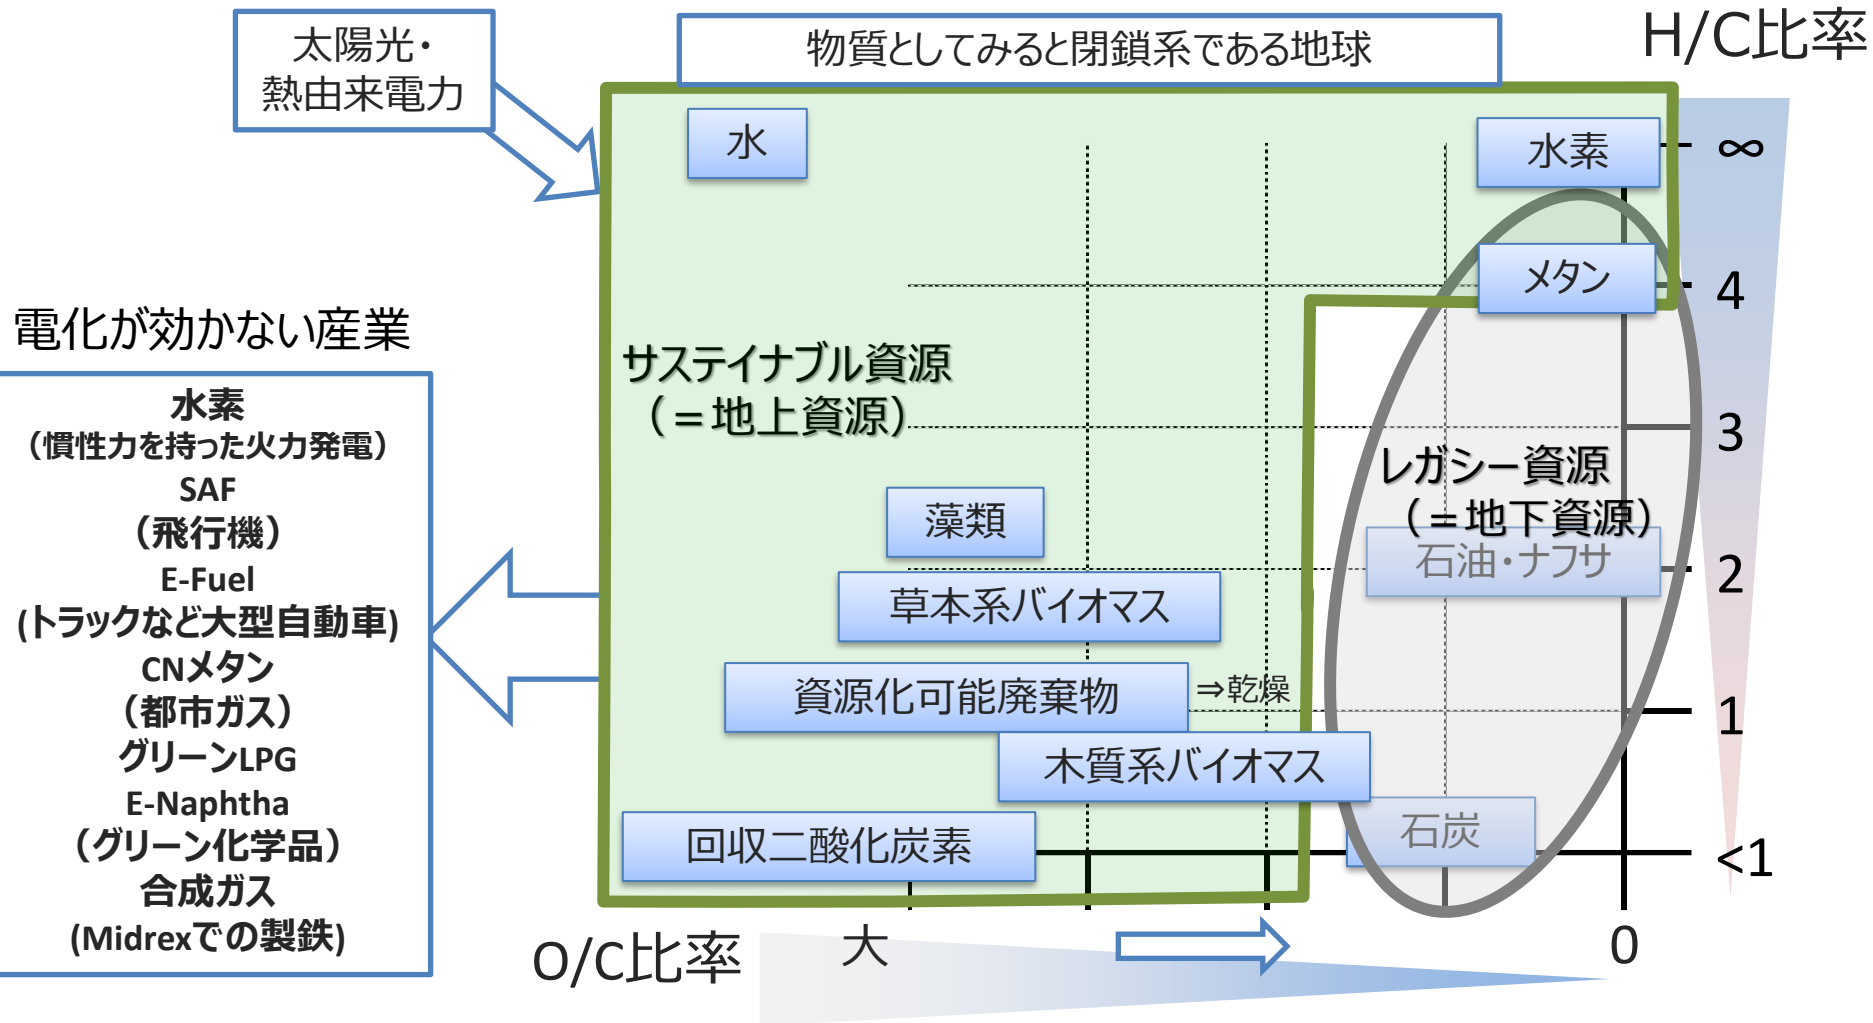 太陽光・
熱由来電力
物質としてみると閉鎖系である地球
H/C比率
水
水素
∞
メタン
4
電化が効かない産業
サステイナブル資源
（＝地上資源）
3
水素
（慣性力を持った火力発電）
SAF
（飛行機）
E-Fuel
(トラックなど大型自動車)
CNメタン
（都市ガス）
グリーンLPG
E-Naphtha
（グリーン化学品）
合成ガス
(Midrexでの製鉄)
レガシー資源
（＝地下資源）
藻類
石油・ナフサ
2
草本系バイオマス
資源化可能廃棄物
⇒乾燥
1
木質系バイオマス
回収二酸化炭素
石炭
<1
O/C比率
大
0